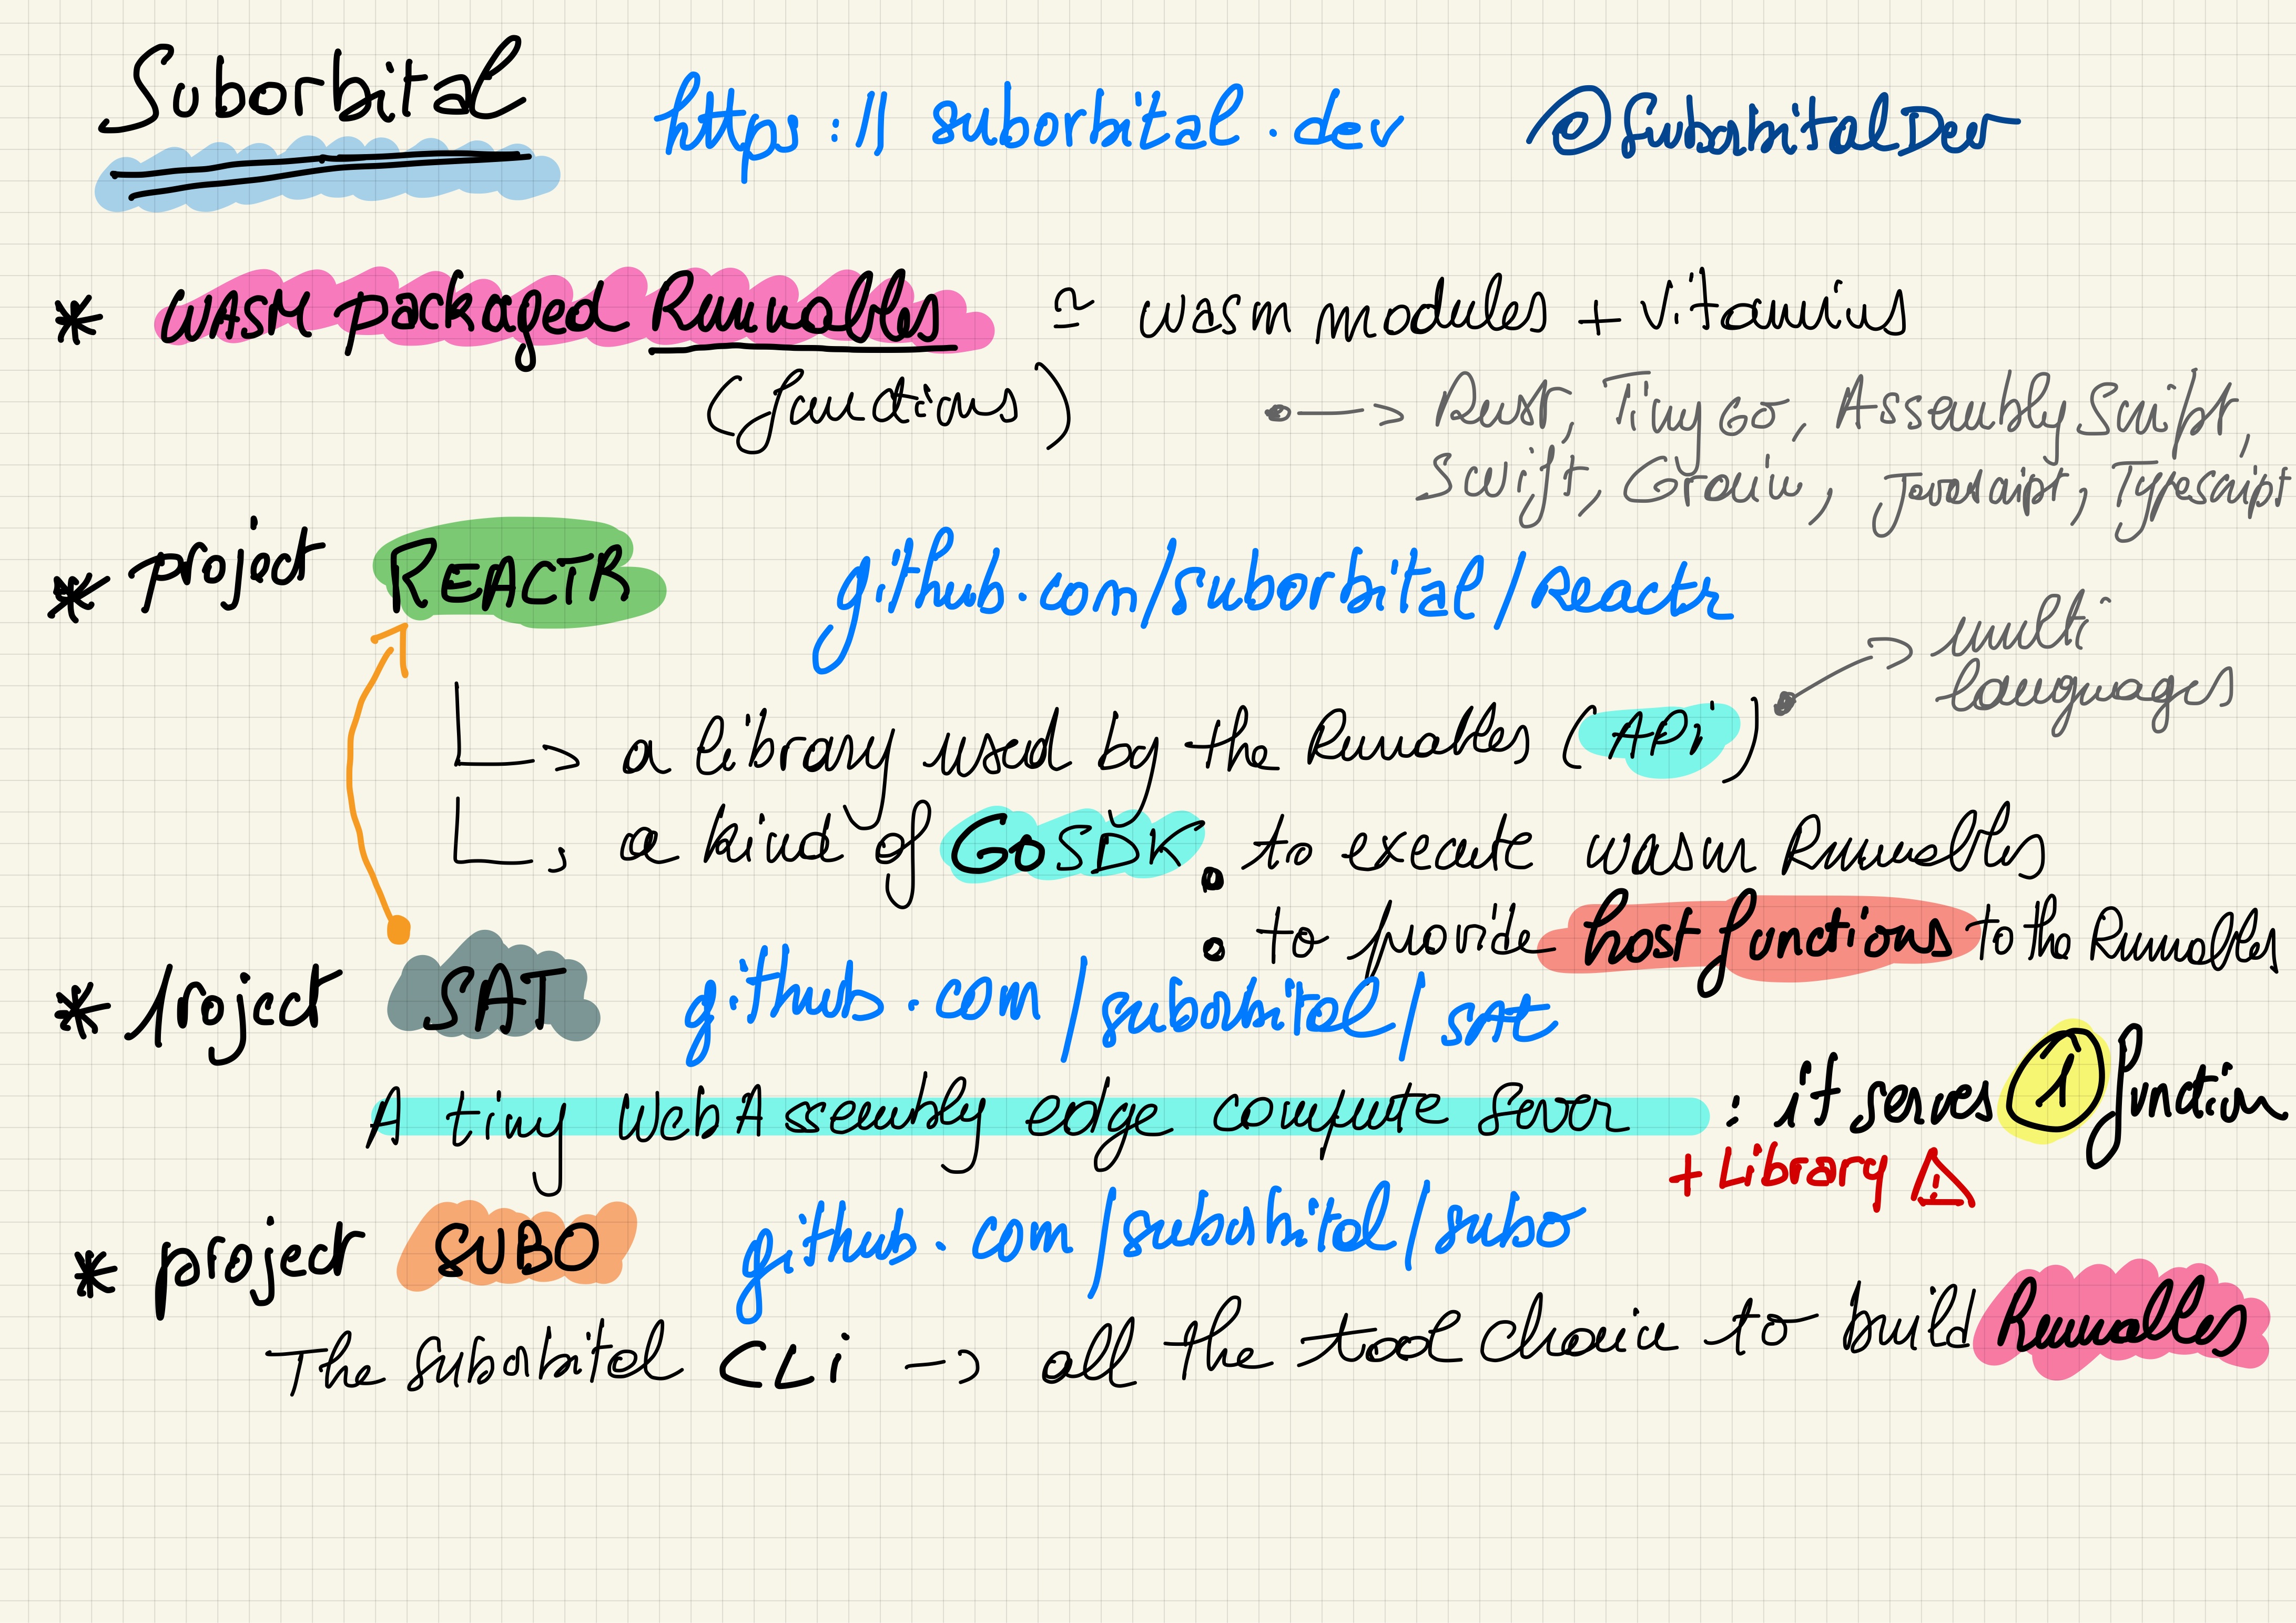 Suborbital https://suborbital.dev @SuborbitalDev
* WASM packaged Runnables ≃ wasm modules + vitamins
(functions)
→ Rust, TinyGo, AssemblyScript,
Swift, Grain, Javascript, Typescript
* project REACTR github.com/suborbital/reactr
multi
languages
↳ a library used by the Runnables (APi)
↳ a kind of GoSDK • to execute wasm Runnables
• to provide host functions to the Runnables
* project SAT github.com/suborbital/sat
A tiny WebAssembly edge compute server : it serves 1 function
+ Library ⚠
* project SUBO github.com/suborbital/subo
The suborbital CLi → all the tool chain to build Runnables